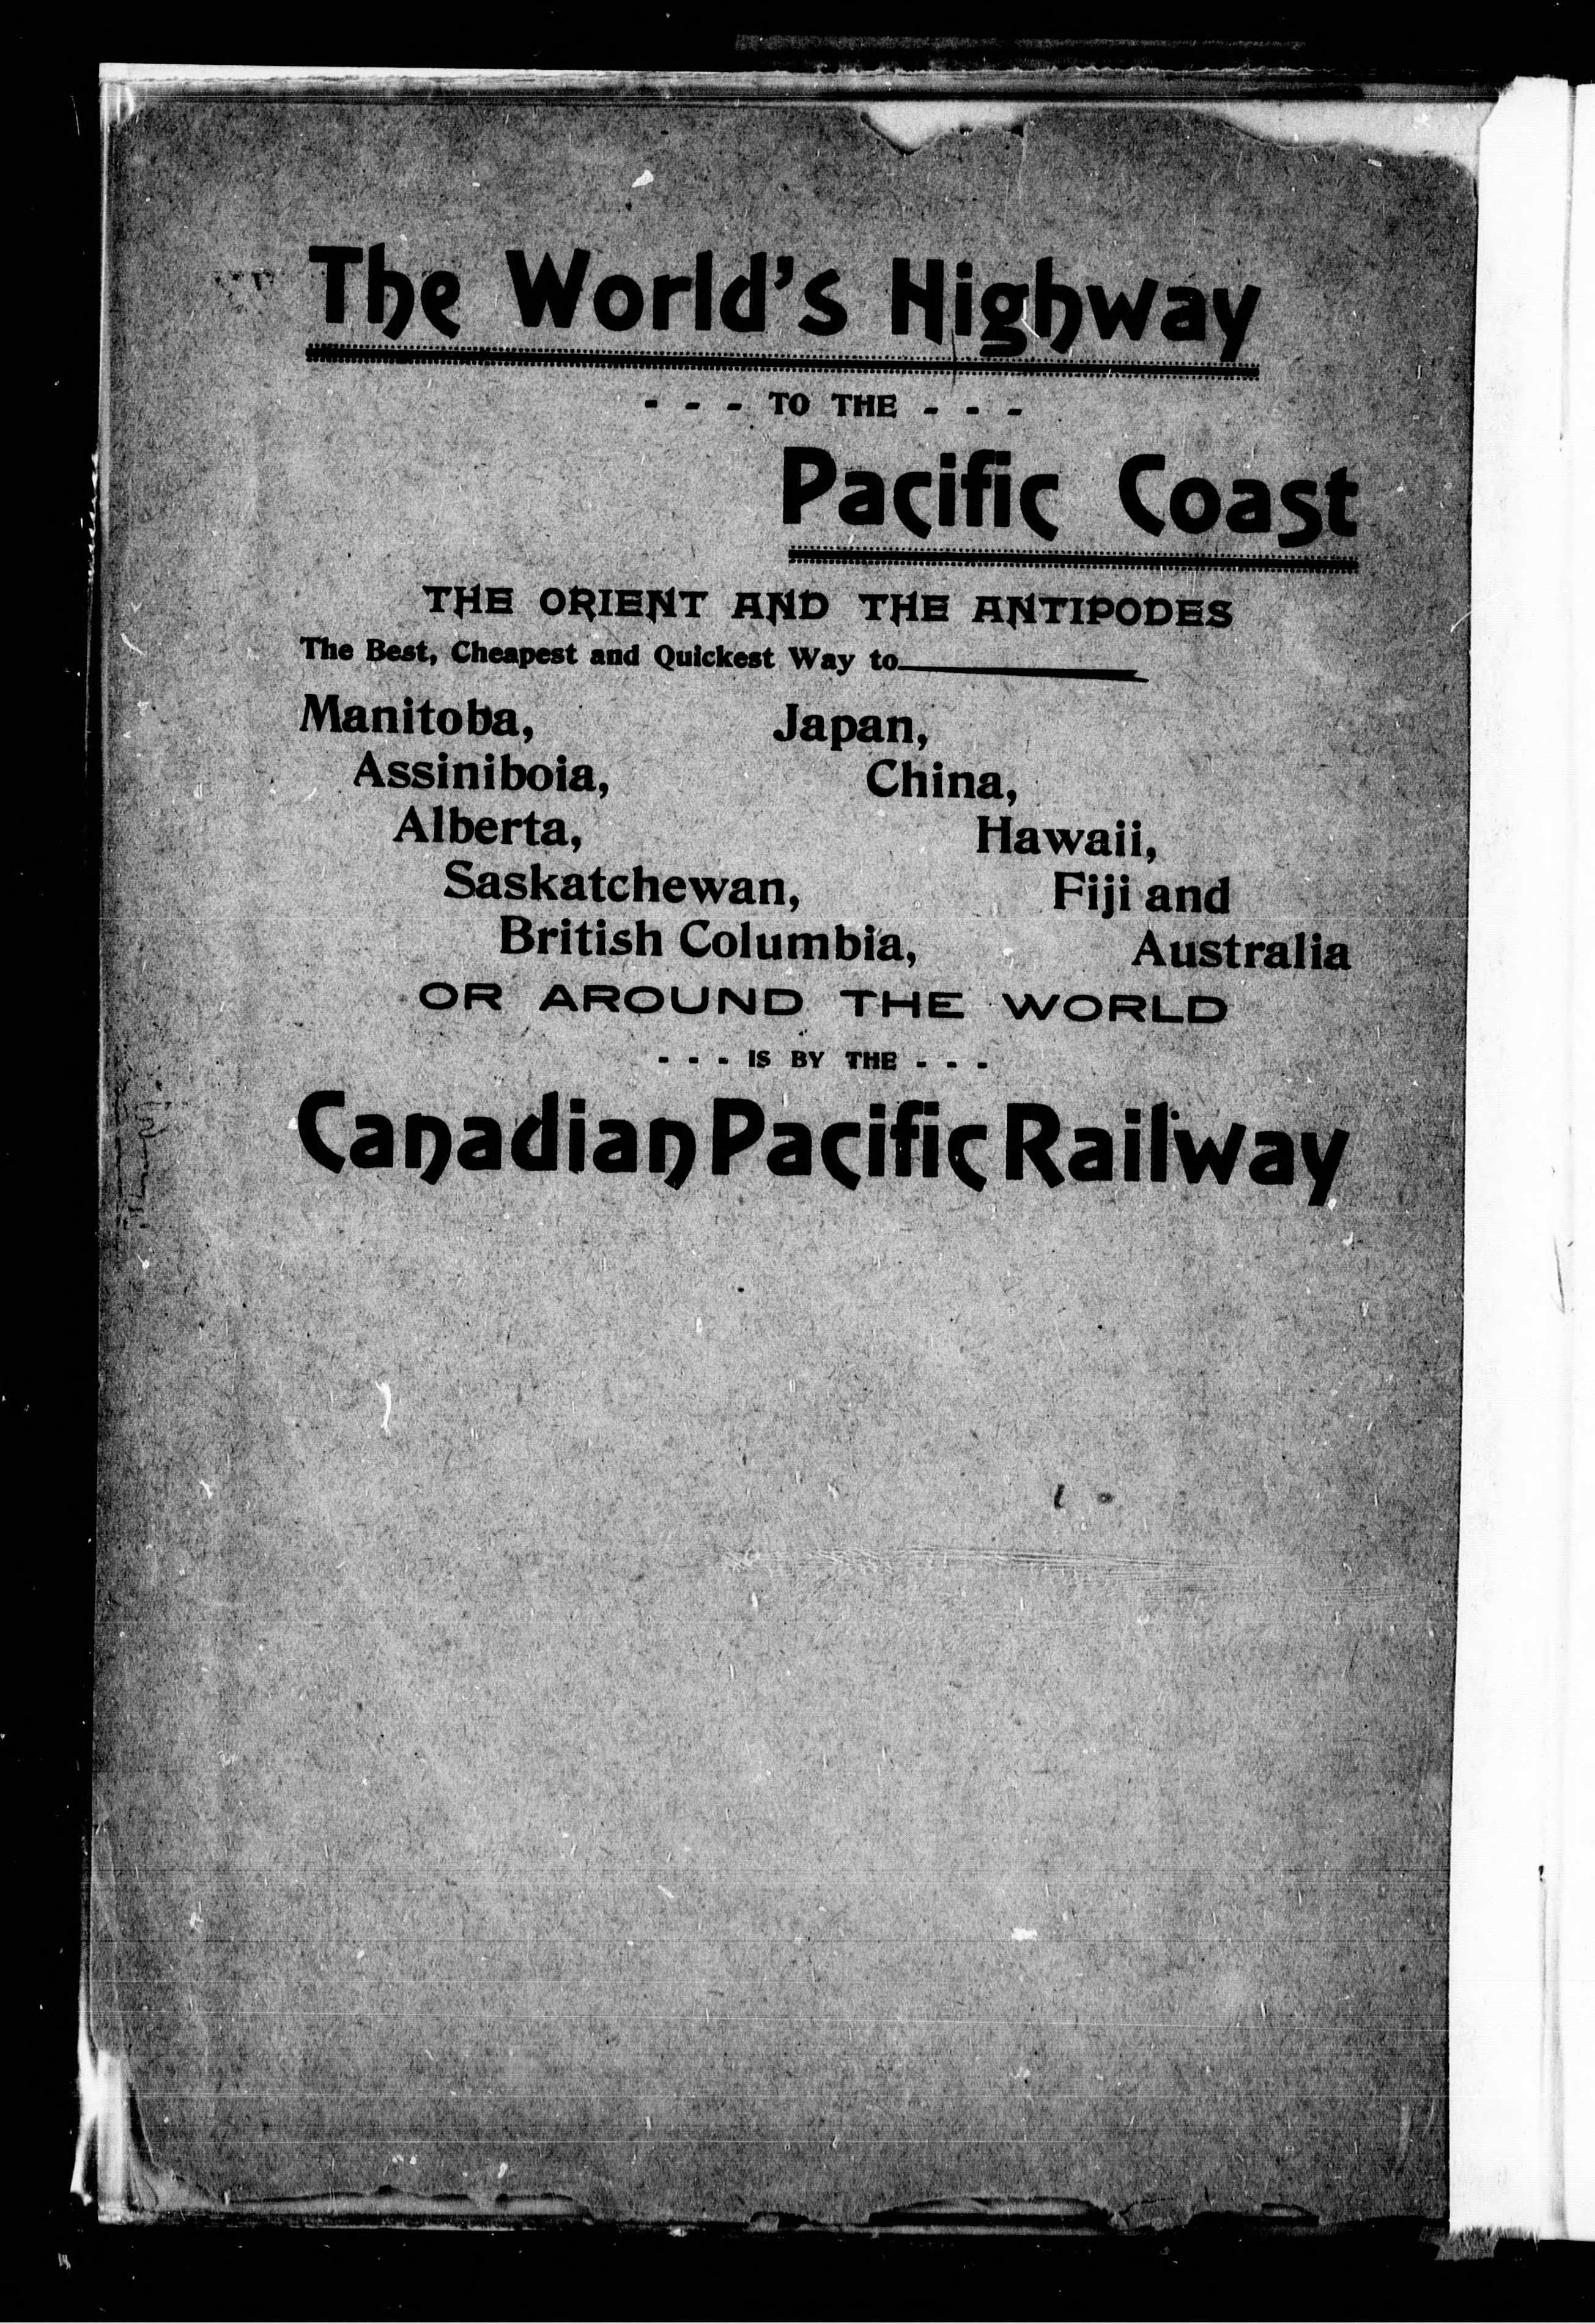 The World's Highway
- - - TO THE - - -
Pacific Coast
THE ORIENT AND THE ANTIPODES
The Best, Cheapest and Quickest Way to
Manitoba, Japan,
Assiniboia, China,
Alberta, Hawaii,
Saskatchewan, Fiji and
British Columbia, Australia
OR AROUND THE WORLD
- - - IS BY THE - - -
Canadian Pacific Railway